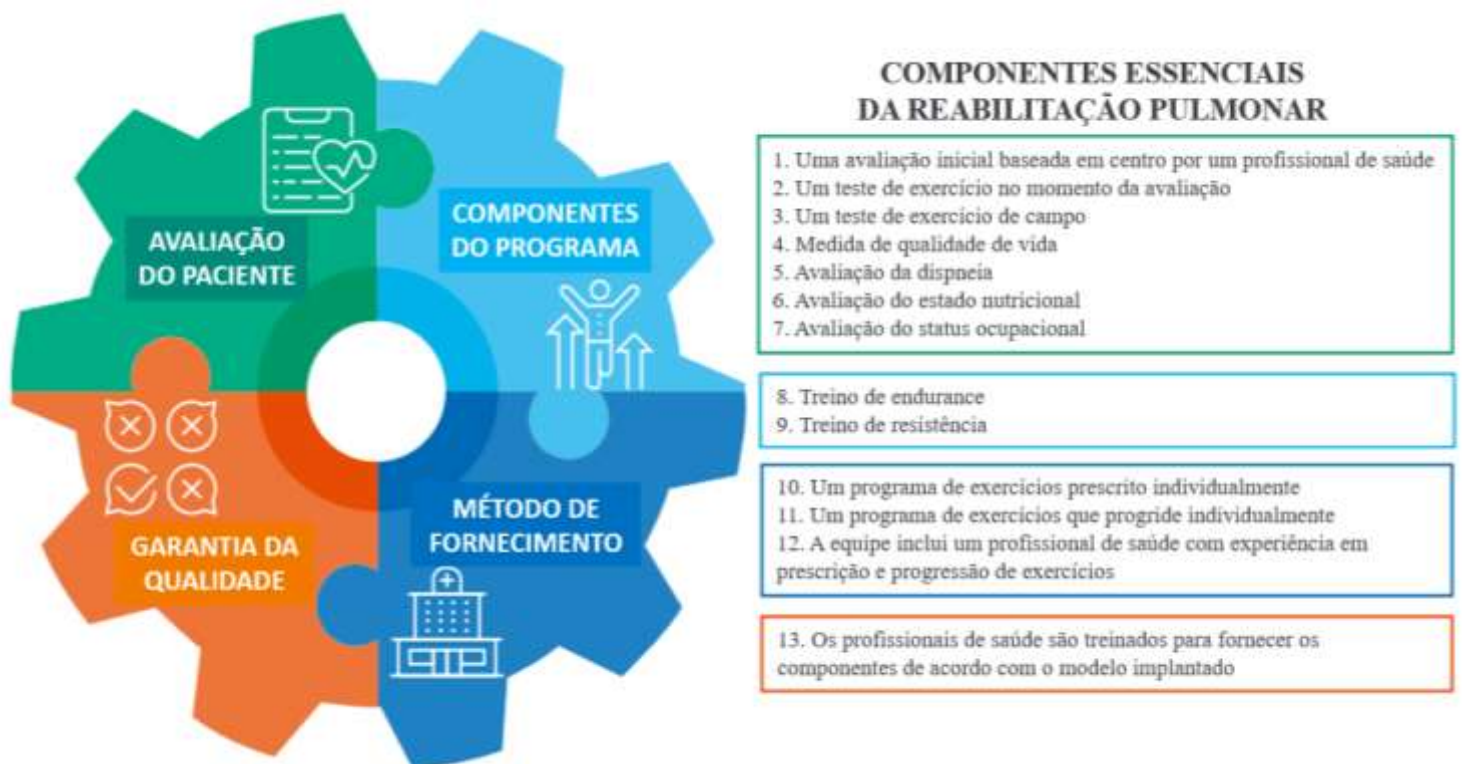 AVALIAÇÃO
DO PACIENTE
COMPONENTES
DO PROGRAMA
GARANTIA DA
QUALIDADE
MÉTODO DE
FORNECIMENTO
COMPONENTES ESSENCIAIS
DA REABILITAÇÃO PULMONAR
1. Uma avaliação inicial baseada em centro por um profissional de saúde
2. Um teste de exercício no momento da avaliação
3. Um teste de exercício de campo
4. Medida de qualidade de vida
5. Avaliação da dispneia
6. Avaliação do estado nutricional
7. Avaliação do status ocupacional
8. Treino de endurance
9. Treino de resistência
10. Um programa de exercícios prescrito individualmente
11. Um programa de exercícios que progride individualmente
12. A equipe inclui um profissional de saúde com experiência em
prescrição e progressão de exercícios
13. Os profissionais de saúde são treinados para fornecer os
componentes de acordo com o modelo implantado